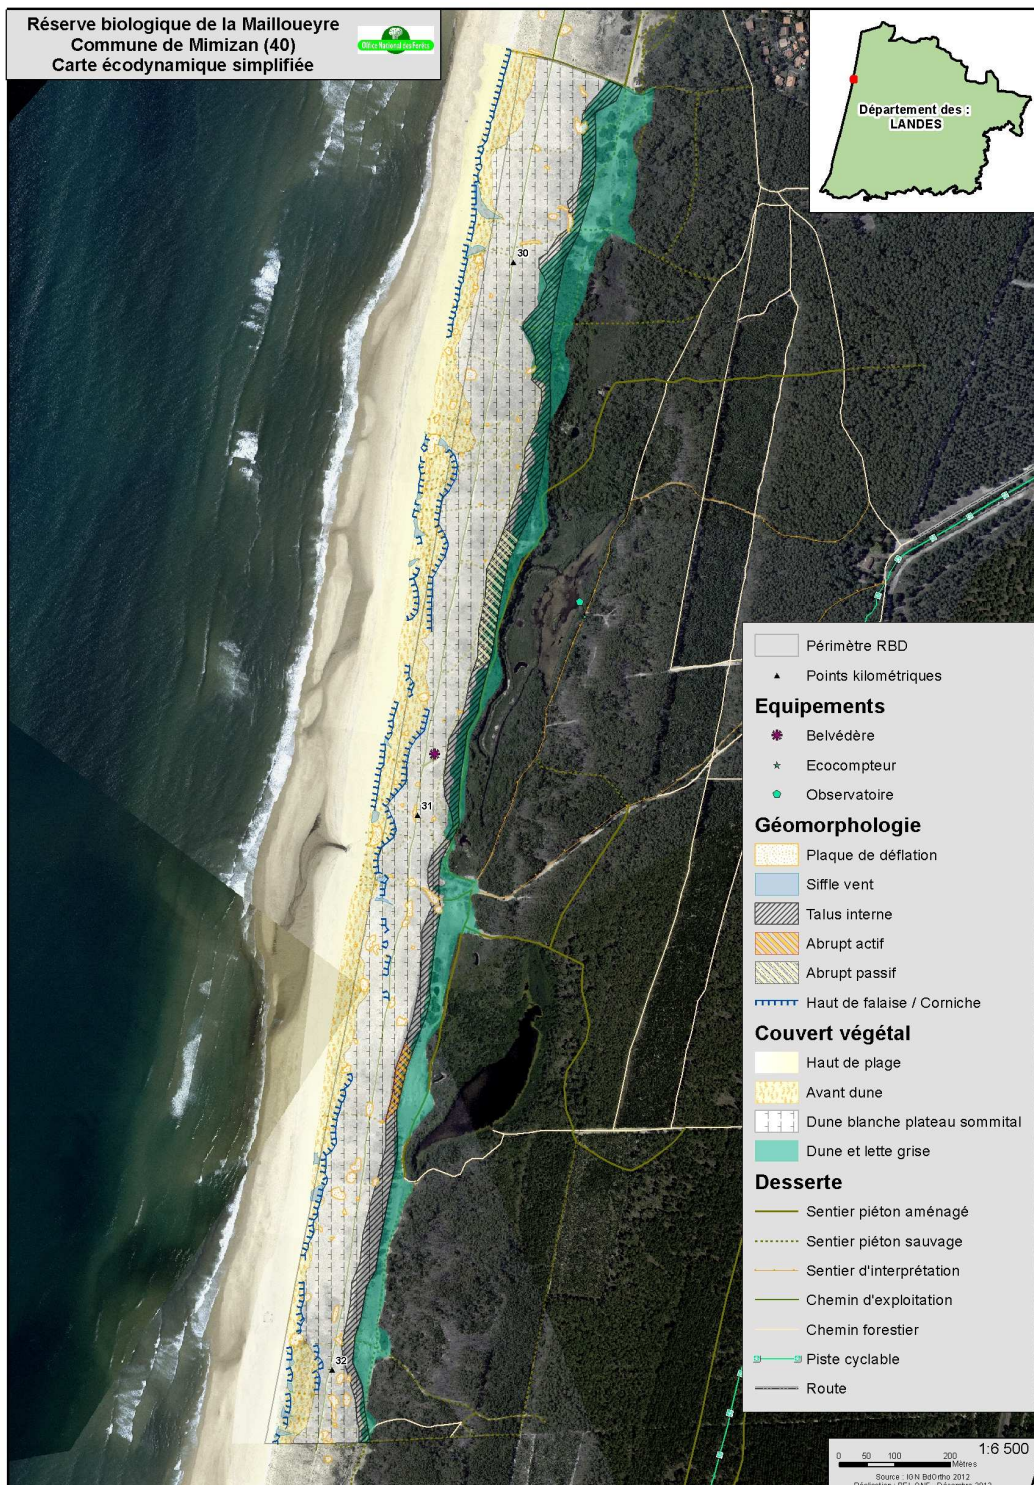 Réserve biologique de la Mailloueyre
Commune de Mimizan (40)
Carte écodynamique simplifiée
Office National des Forêts
Département des :
LANDES
30
31
32
Périmètre RBD
Points kilométriques
Equipements
Belvédère
Ecocompteur
Observatoire
Géomorphologie
Plaque de déflation
Siffle vent
Talus interne
Abrupt actif
Abrupt passif
Haut de falaise / Corniche
Couvert végétal
Haut de plage
Avant dune
Dune blanche plateau sommital
Dune et lette grise
Desserte
Sentier piéton aménagé
Sentier piéton sauvage
Sentier d'interprétation
Chemin d'exploitation
Chemin forestier
Piste cyclable
Route
1:6 500
0 50 100 200
Mètres
Source : IGN BdOrtho 2012